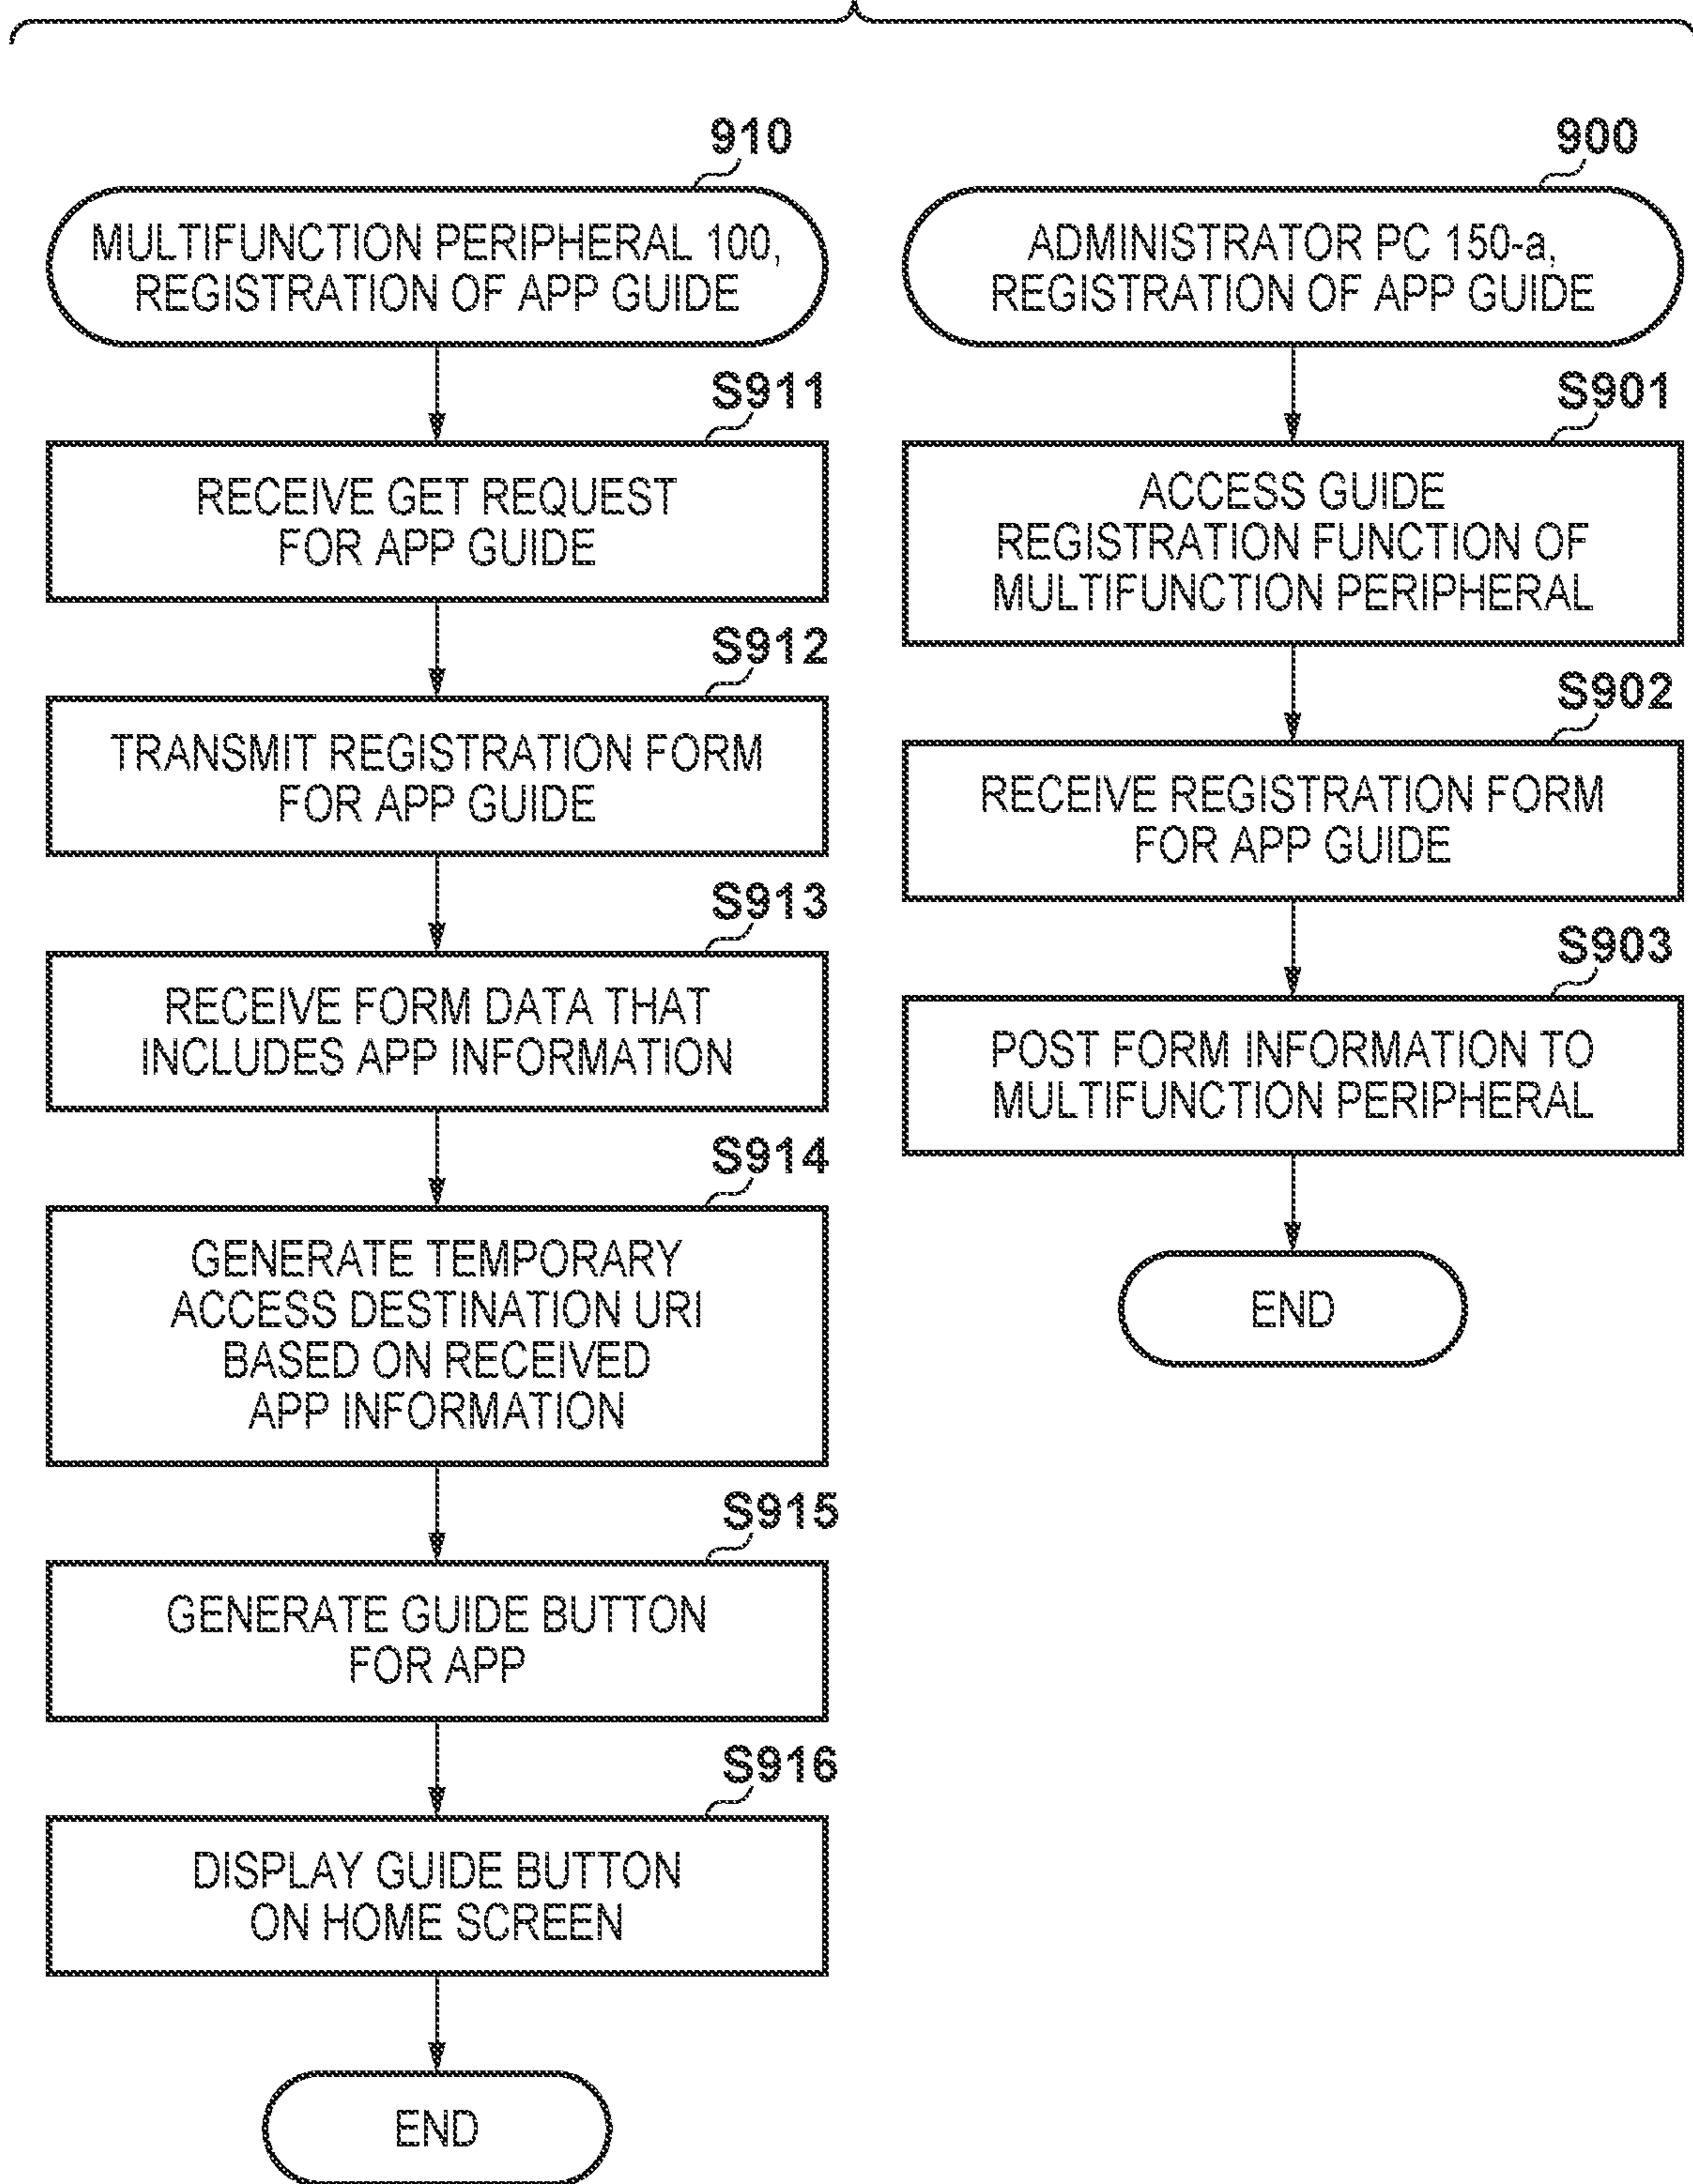 910
MULTIFUNCTION PERIPHERAL 100,
REGISTRATION OF APP GUIDE
S911
RECEIVE GET REQUEST
FOR APP GUIDE
S912
TRANSMIT REGISTRATION FORM
FOR APP GUIDE
S913
RECEIVE FORM DATA THAT
INCLUDES APP INFORMATION
S914
GENERATE TEMPORARY
ACCESS DESTINATION URI
BASED ON RECEIVED
APP INFORMATION
S915
GENERATE GUIDE BUTTON
FOR APP
S916
DISPLAY GUIDE BUTTON
ON HOME SCREEN
END
900
ADMINISTRATOR PC 150-a,
REGISTRATION OF APP GUIDE
S901
ACCESS GUIDE
REGISTRATION FUNCTION OF
MULTIFUNCTION PERIPHERAL
S902
RECEIVE REGISTRATION FORM
FOR APP GUIDE
S903
POST FORM INFORMATION TO
MULTIFUNCTION PERIPHERAL
END